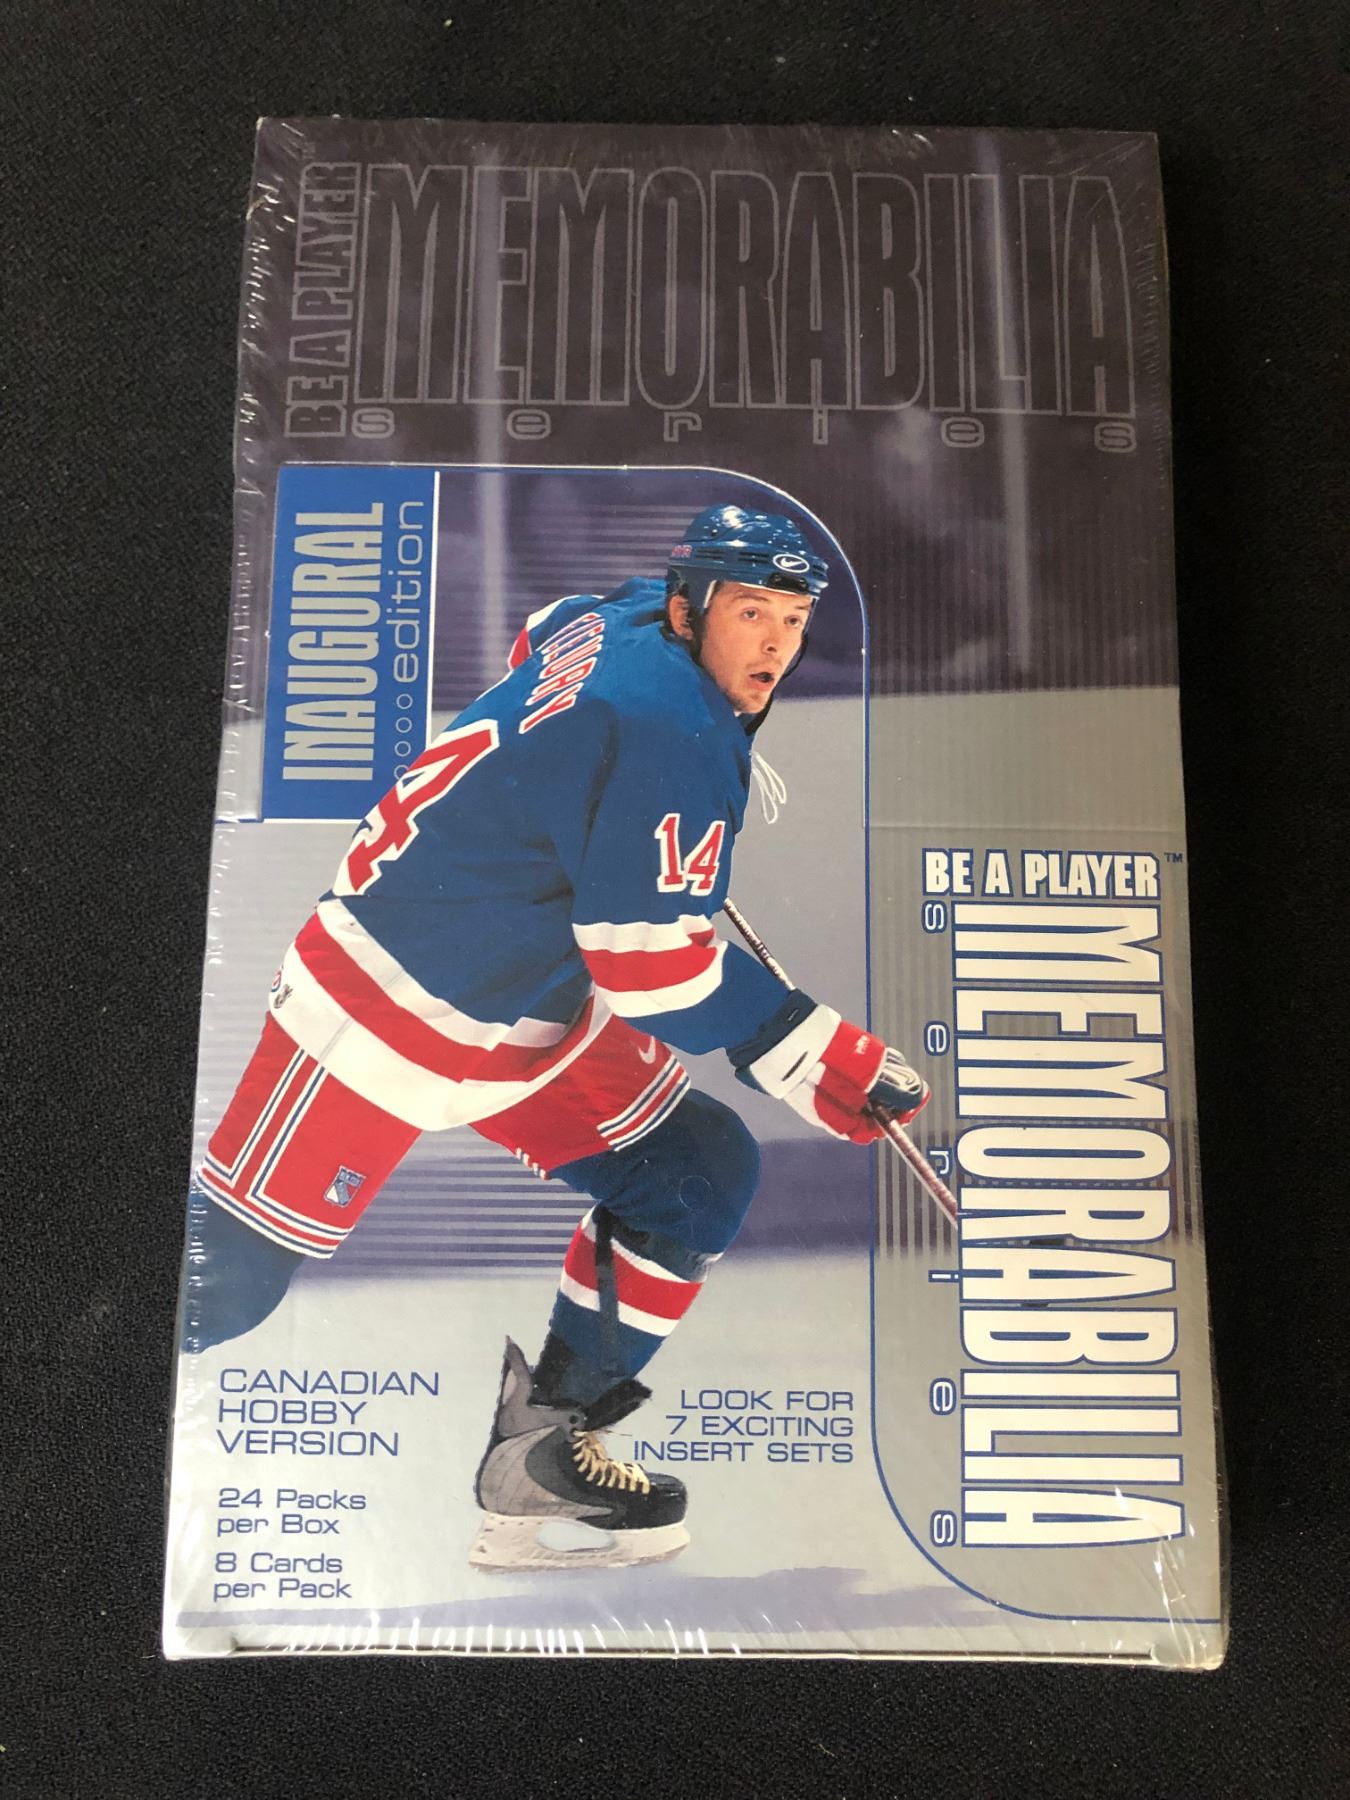 BE A PLAYER
MEMORABILIA
series
INAUGURAL
edition
NYR
FLEURY
14
14
BE A PLAYER™
MEMORABILIA
series
CANADIAN
HOBBY
VERSION
LOOK FOR
7 EXCITING
INSERT SETS
24 Packs
per Box
8 Cards
per Pack